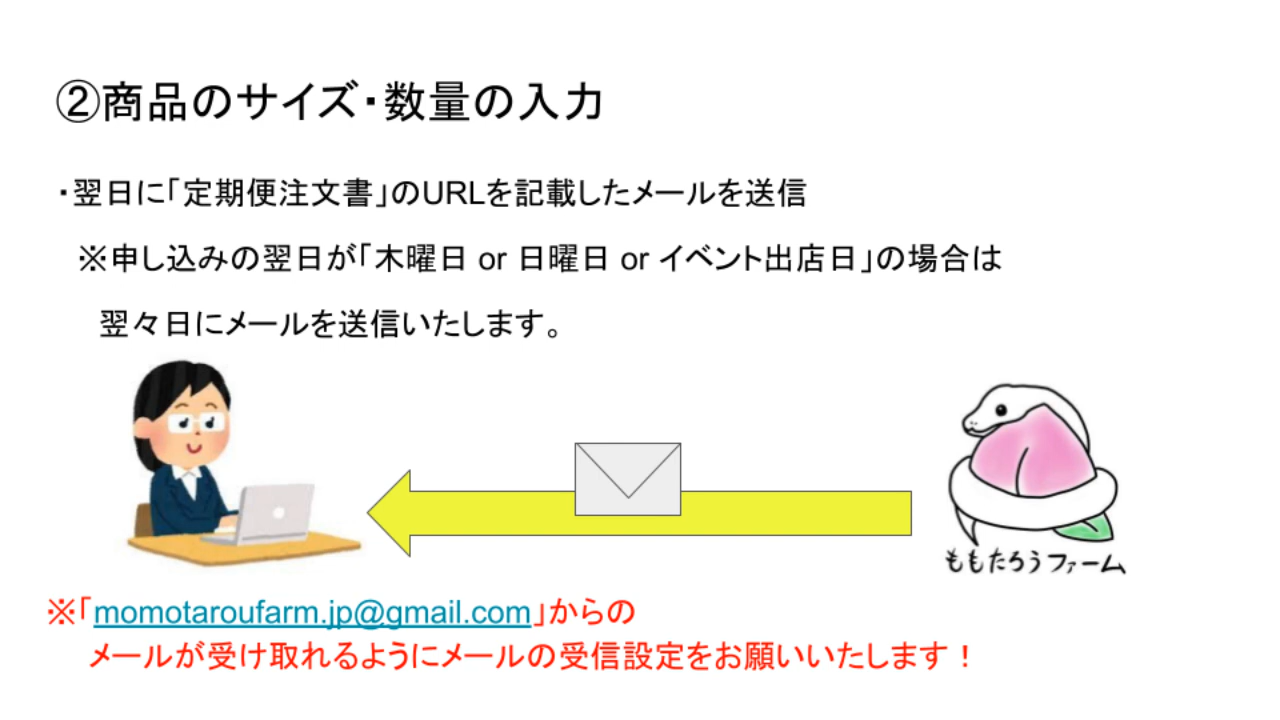 ②商品のサイズ・数量の入力
・翌日に「定期便注文書」のURLを記載したメールを送信
※申し込みの翌日が「木曜日 or 日曜日 or イベント出店日」の場合は
翌々日にメールを送信いたします。
ももたろうファーム
※「momotaroufarm.jp@gmail.com」からの
メールが受け取れるようにメールの受信設定をお願いいたします！